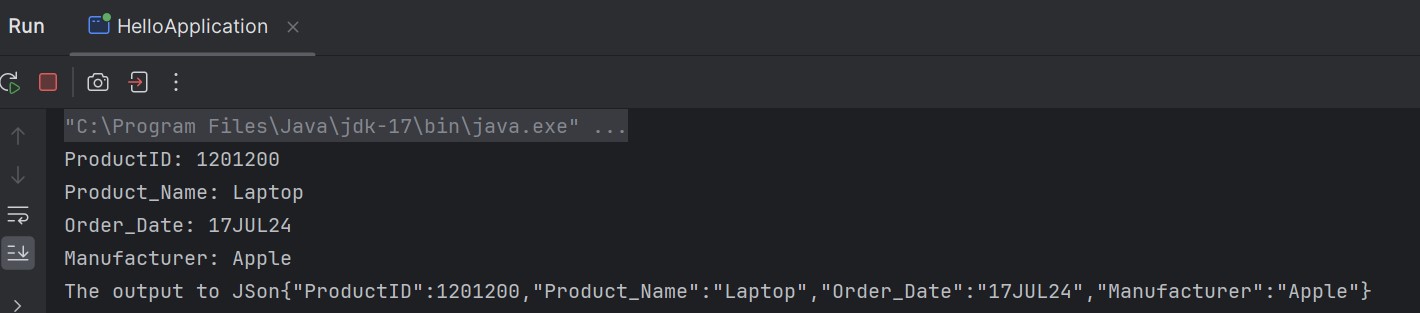 Run HelloApplication
"C:\Program Files\Java\jdk-17\bin\java.exe" ...
ProductID: 1201200
Product_Name: Laptop
Order_Date: 17JUL24
Manufacturer: Apple
The output to JSon{"ProductID":1201200,"Product_Name":"Laptop","Order_Date":"17JUL24","Manufacturer":"Apple"}